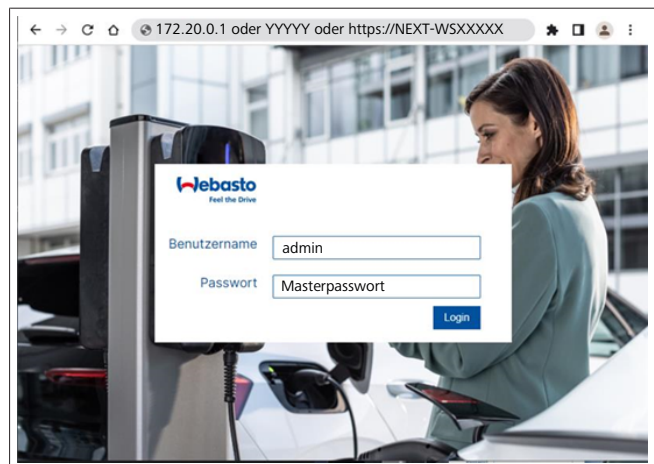 172.20.0.1 oder YYYYY oder https://NEXT-WSXXXXX
Webasto
Feel the Drive
Benutzername
admin
Passwort
Masterpasswort
Login